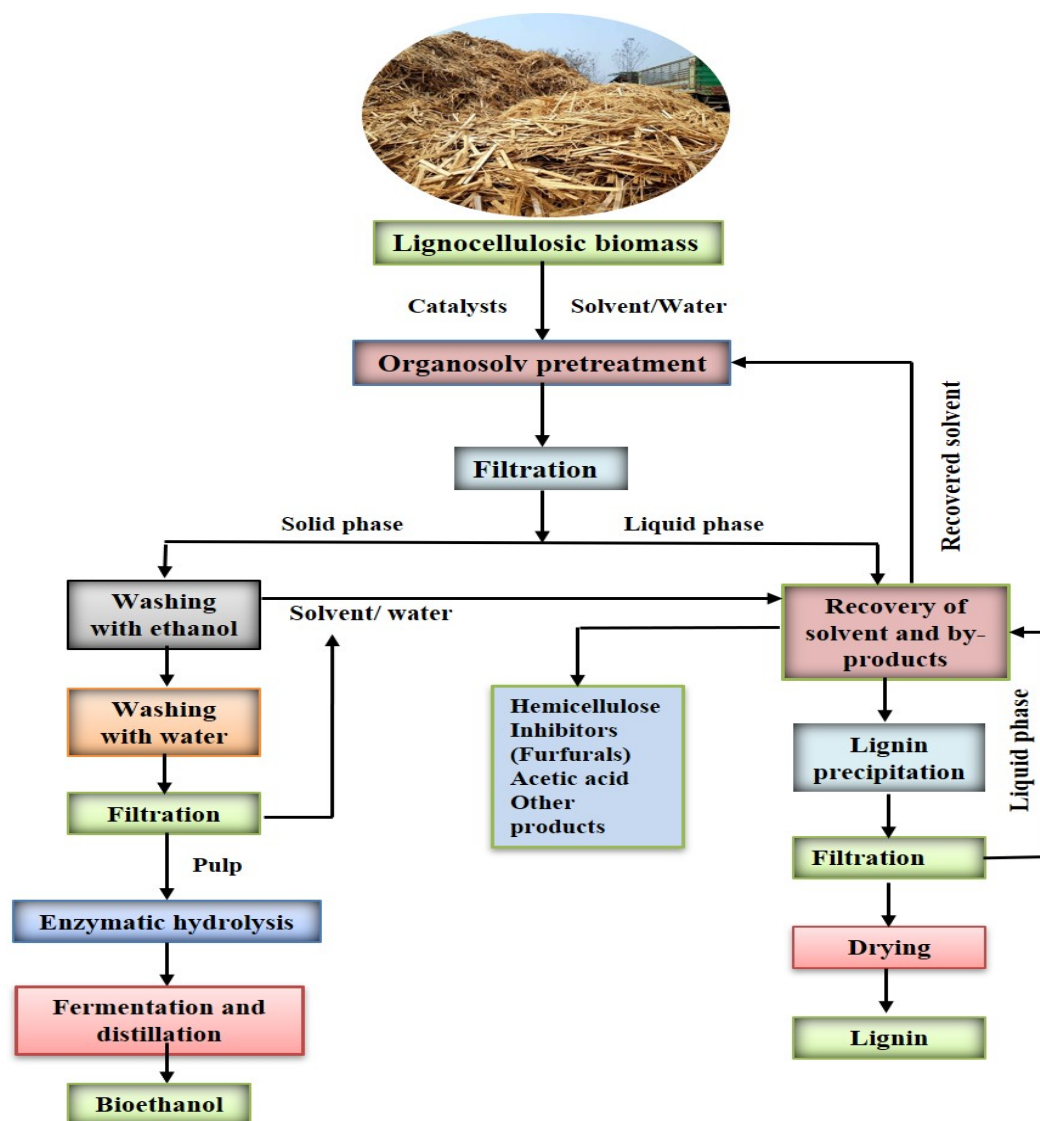 Lignocellulosic biomass
Catalysts
Solvent/Water
Organosolv pretreatment
Filtration
Recovered solvent
Solid phase
Liquid phase
Washing
with ethanol
Solvent/ water
Recovery of
solvent and by-
products
Washing
with water
Hemicellulose
Inhibitors
(Furfurals)
Acetic acid
Other
products
Lignin
precipitation
Liquid phase
Filtration
Filtration
Pulp
Enzymatic hydrolysis
Drying
Fermentation and
distillation
Lignin
Bioethanol